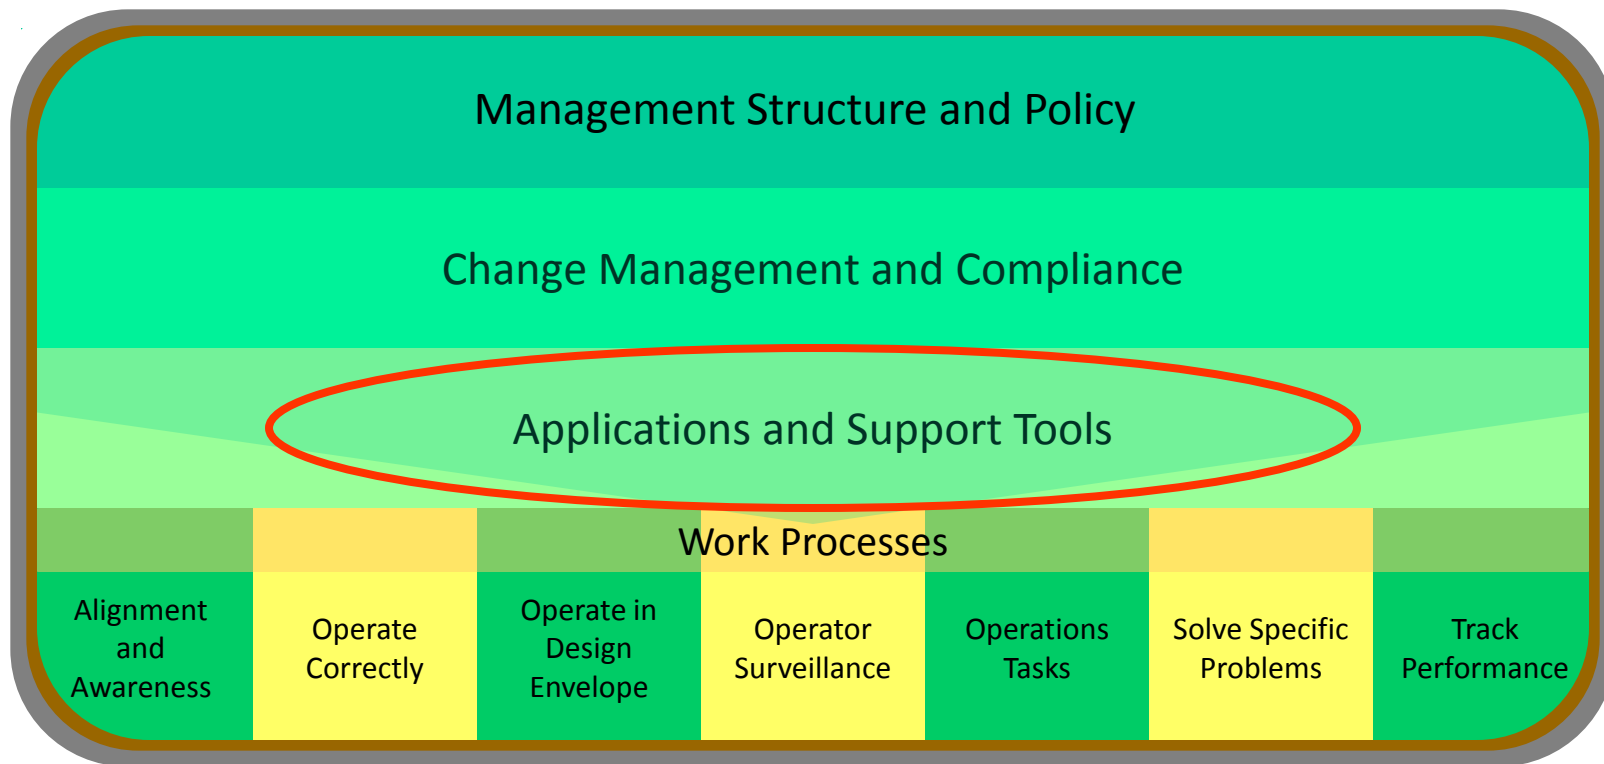 Management Structure and Policy
Change Management and Compliance
Applications and Support Tools
Work Processes
Alignment
and
Awareness
Operate
Correctly
Operate in
Design
Envelope
Operator
Surveillance
Operations
Tasks
Solve Specific
Problems
Track
Performance